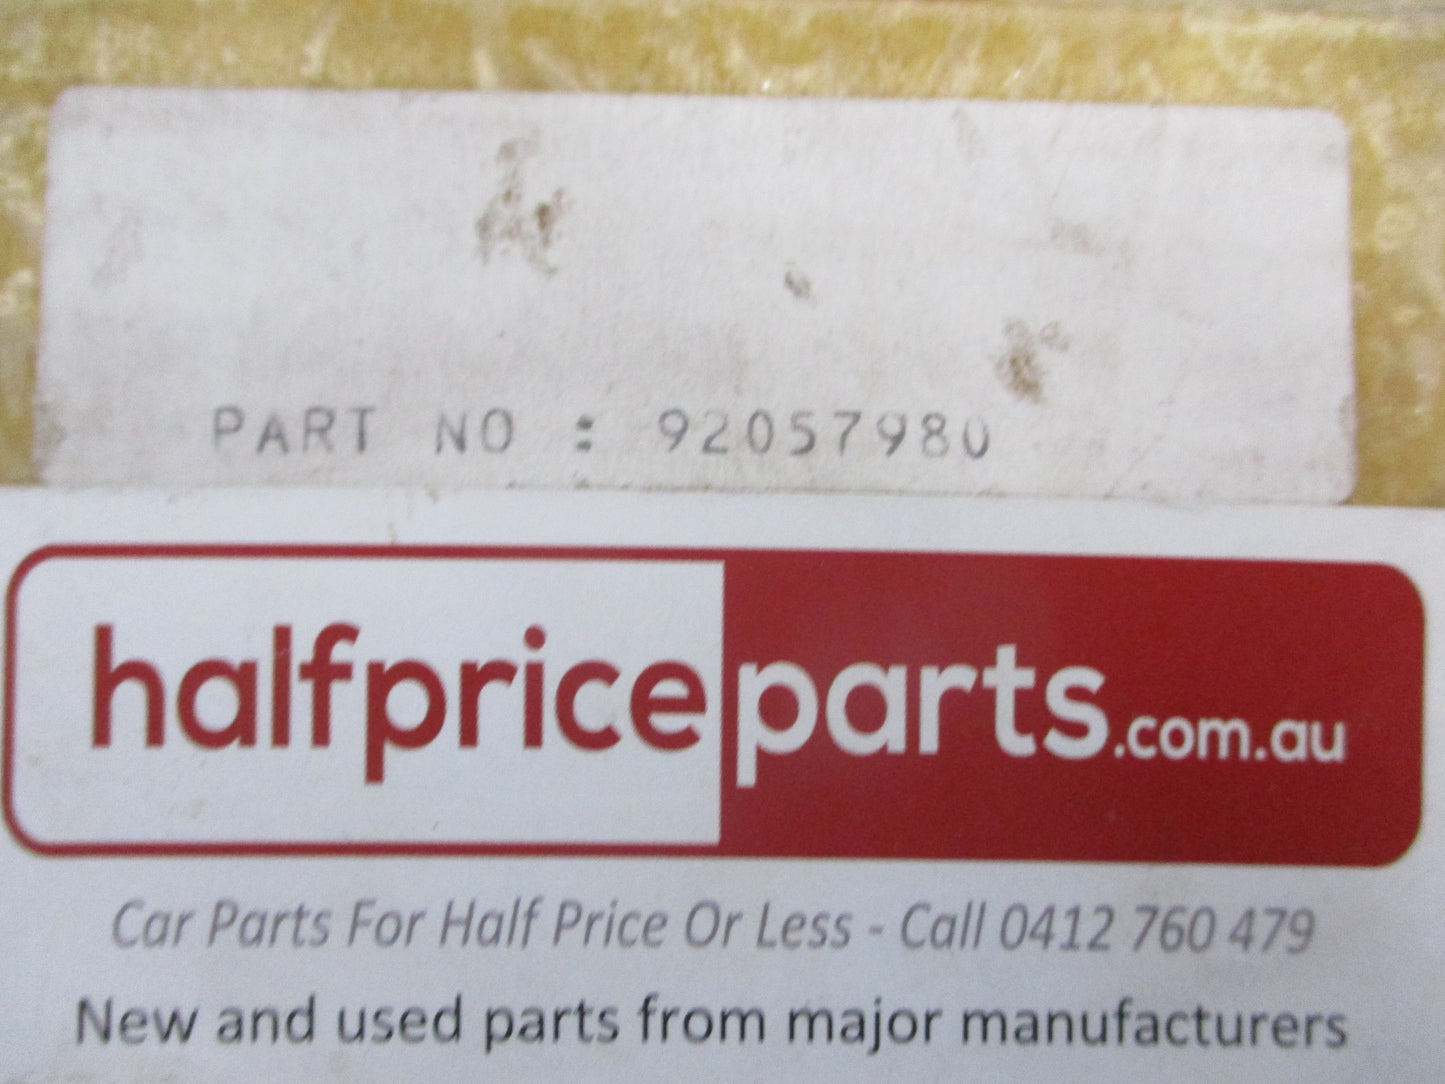 PART NO : 92057980
halfpriceparts.com.au
Car Parts For Half Price Or Less - Call 0412 760 479
New and used parts from major manufacturers